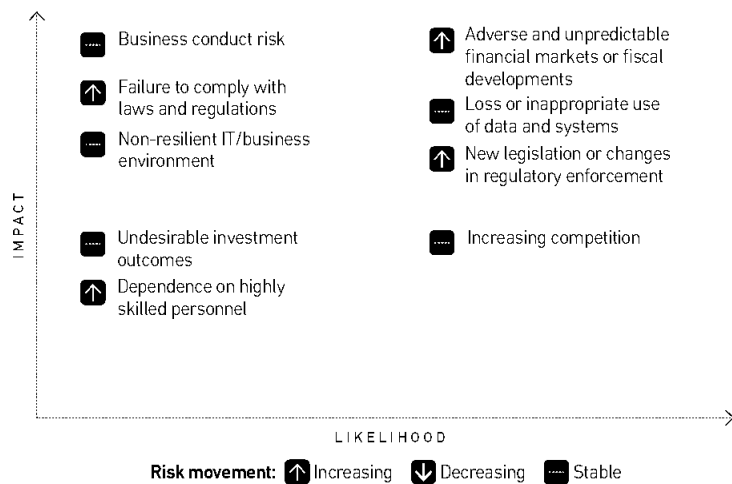 Business conduct risk
Failure to comply with
laws and regulations
Non-resilient IT/business
environment
Adverse and unpredictable
financial markets or fiscal
developments
Loss or inappropriate use
of data and systems
New legislation or changes
in regulatory enforcement
IMPACT
Undesirable investment
outcomes
Dependence on highly
skilled personnel
Increasing competition
LIKELIHOOD
Risk movement: Increasing Decreasing Stable